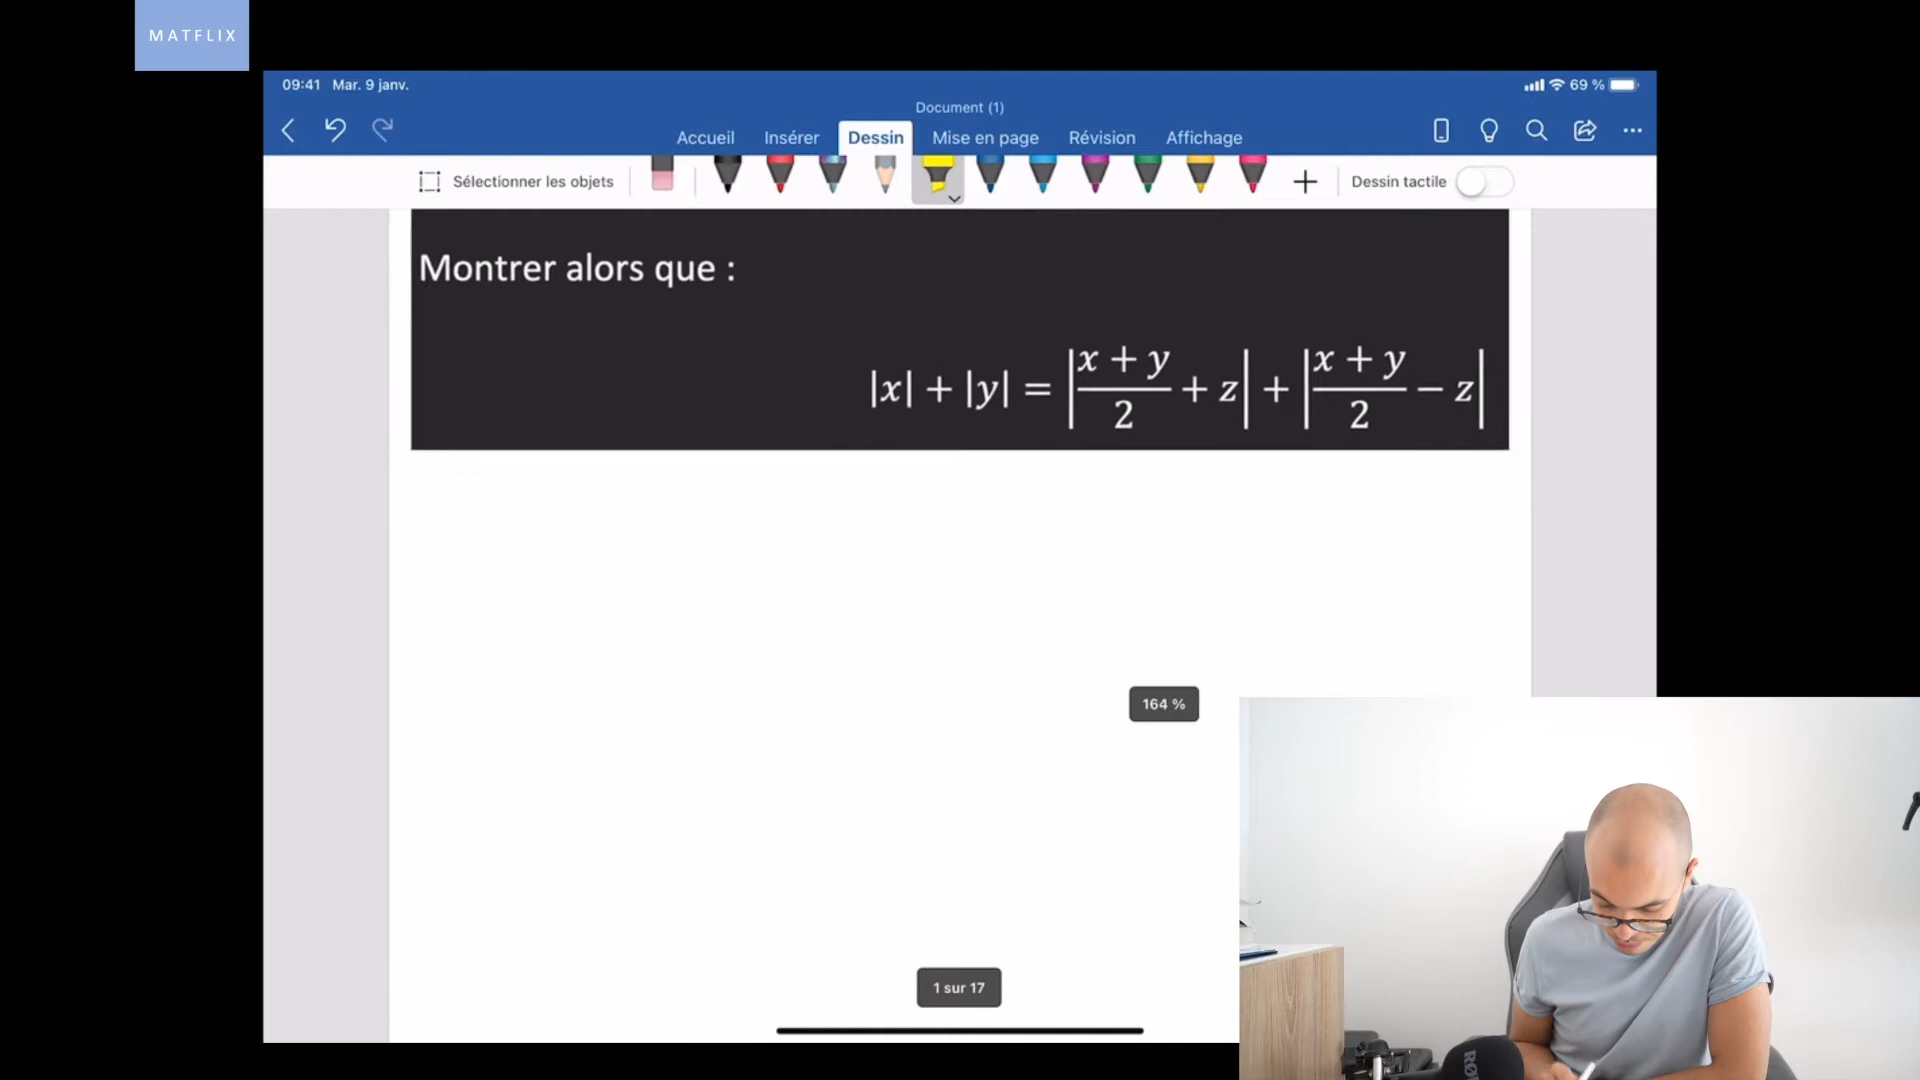 MATFLIX
09:41 Mar. 9 janv.
69 %
Document (1)
Accueil Insérer Dessin Mise en page Révision Affichage
Sélectionner les objets
Dessin tactile
Montrer alors que :
|x| + |y| = |(x + y)/2 + z| + |(x + y)/2 − z|
164 %
1 sur 17
RØDE